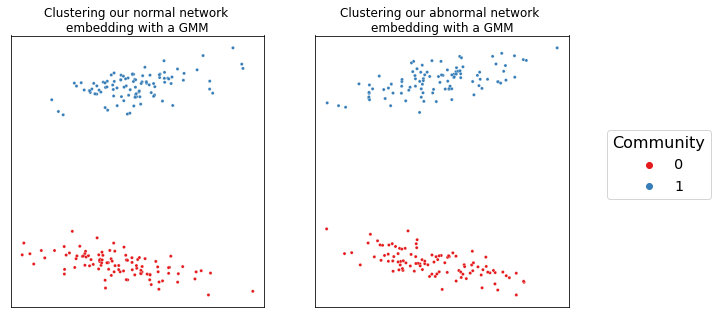 Clustering our normal network
embedding with a GMM
Clustering our abnormal network
embedding with a GMM
Community
0
1